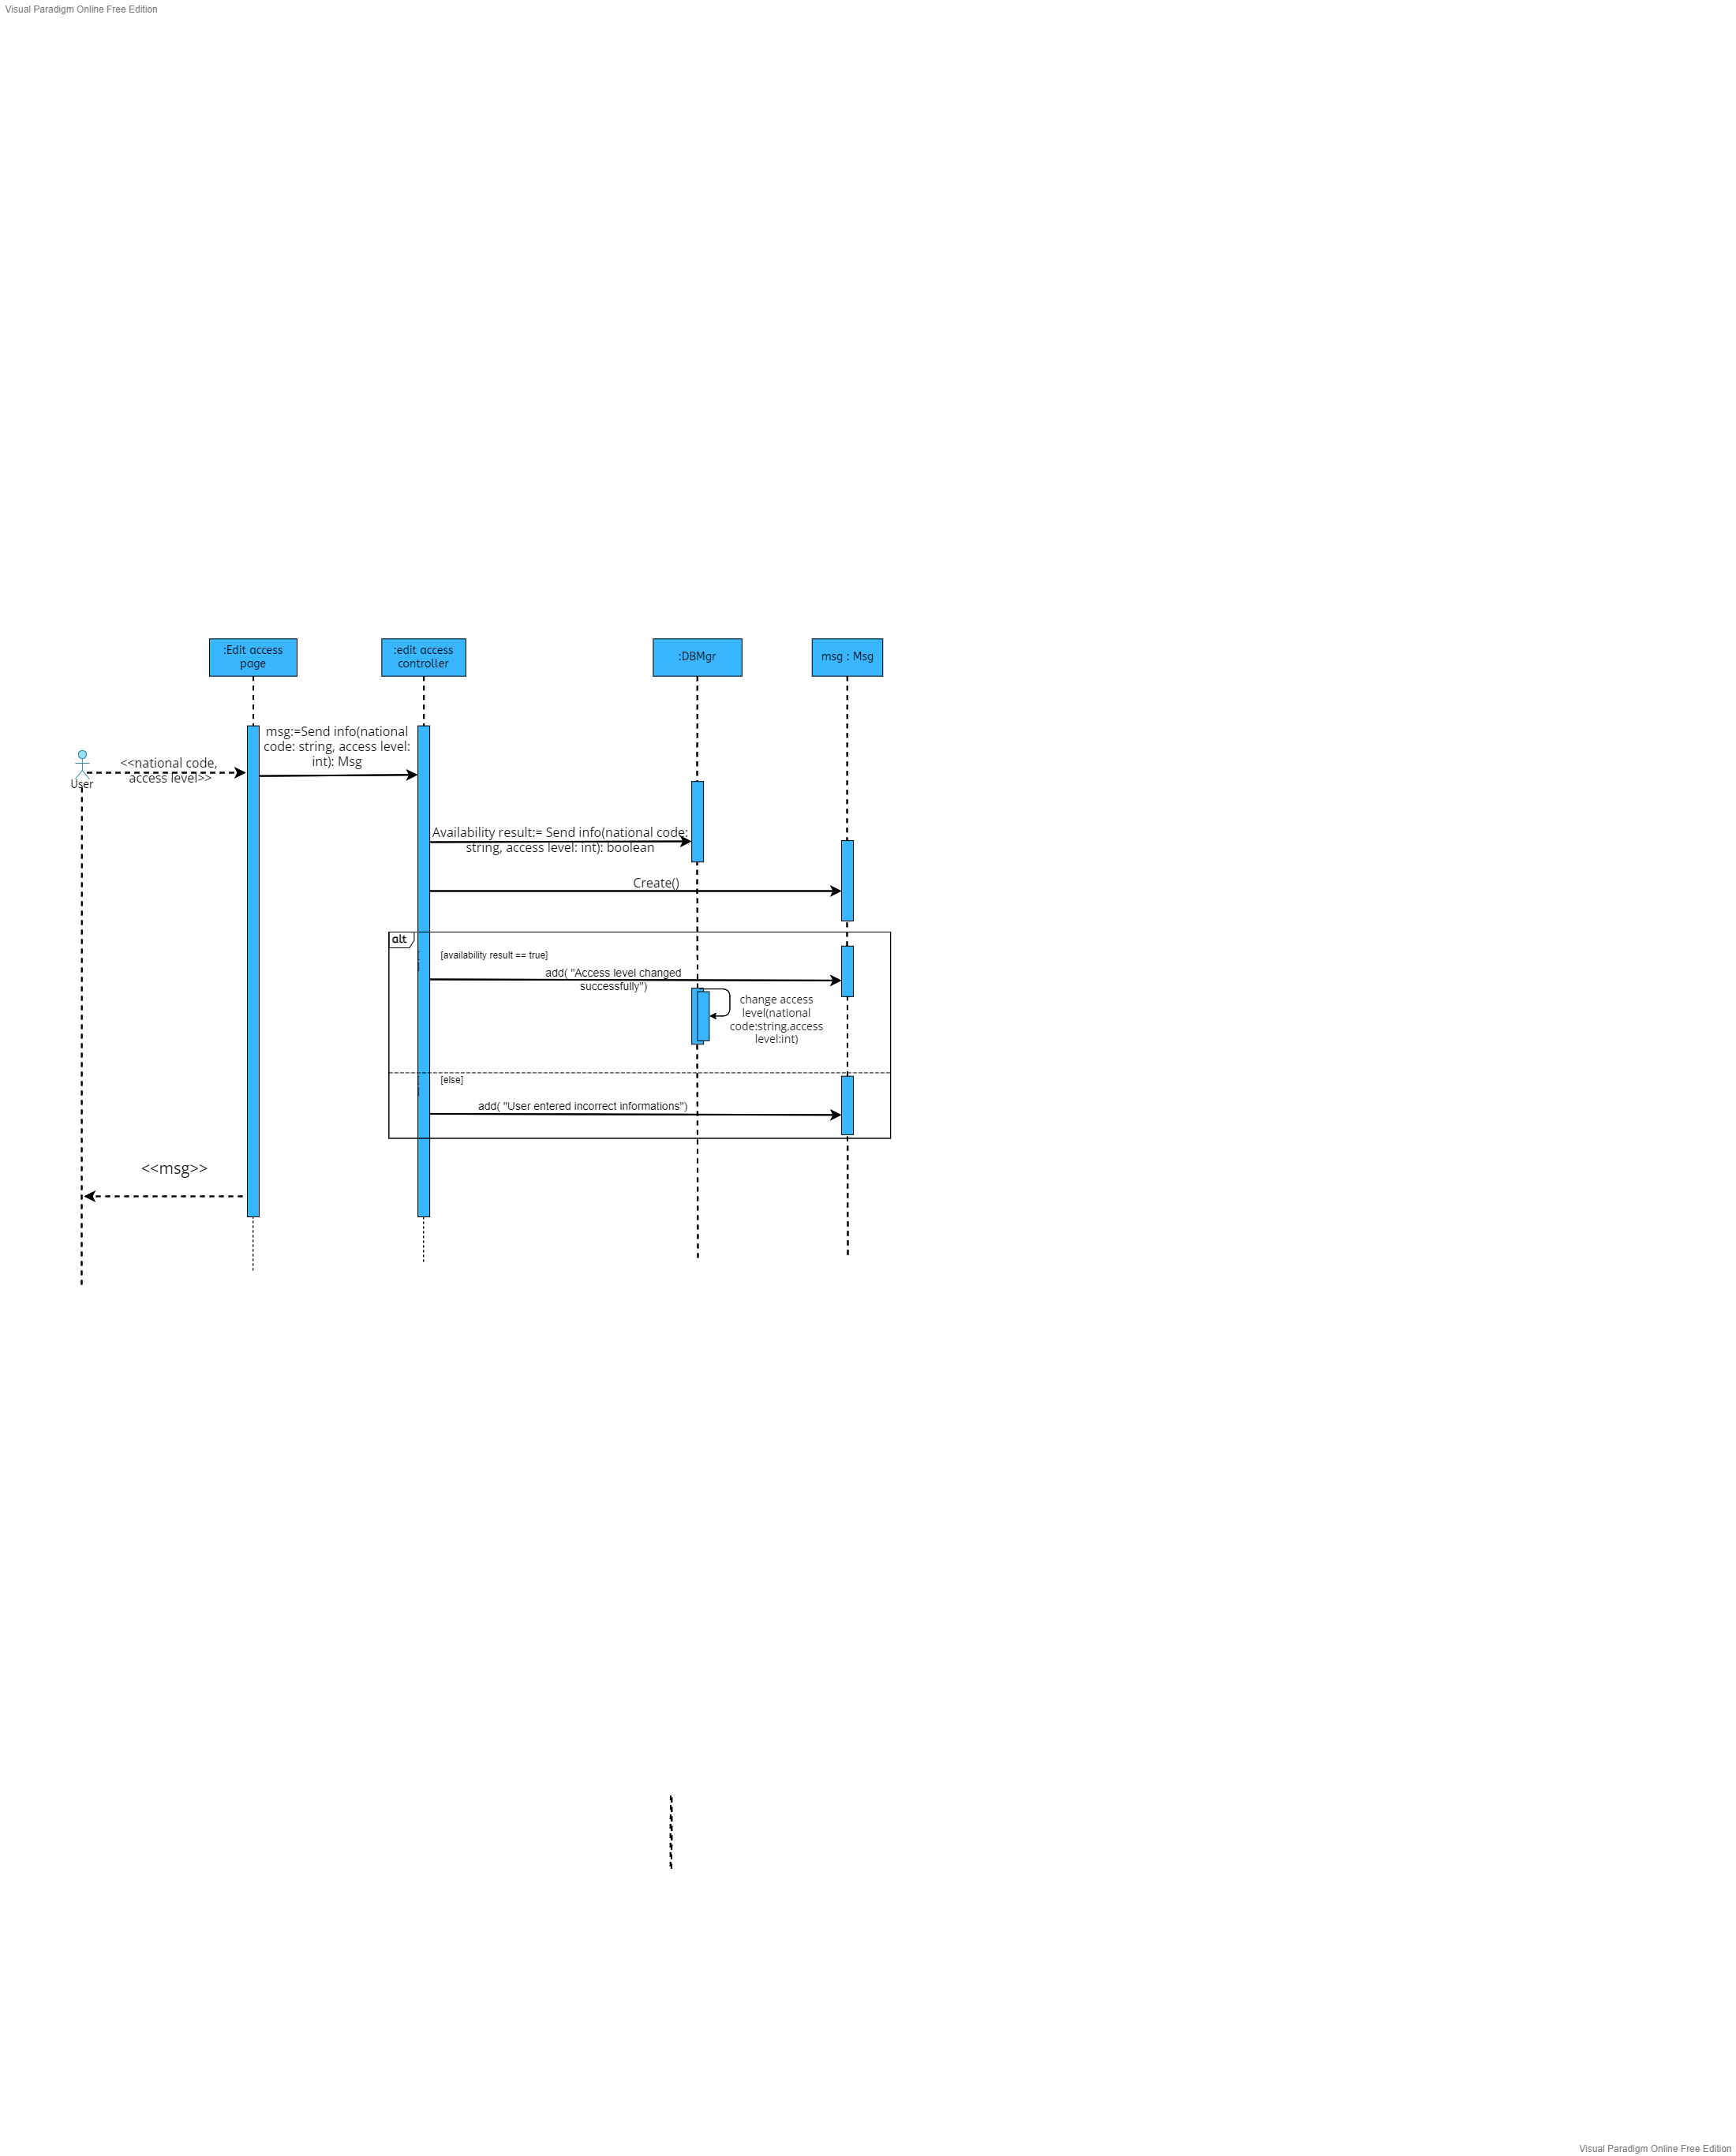 Visual Paradigm Online Free Edition
:Edit access
page
:edit access
controller
:DBMgr
msg : Msg
msg:=Send info(national
code: string, access level:
int): Msg
<<national code,
access level>>
User
Availability result:= Send info(national code:
string, access level: int): boolean
Create()
alt
[availability result == true]
add( "Access level changed
successfully")
change access
level(national
code:string,access
level:int)
[else]
add( "User entered incorrect informations")
<<msg>>
Visual Paradigm Online Free Edition